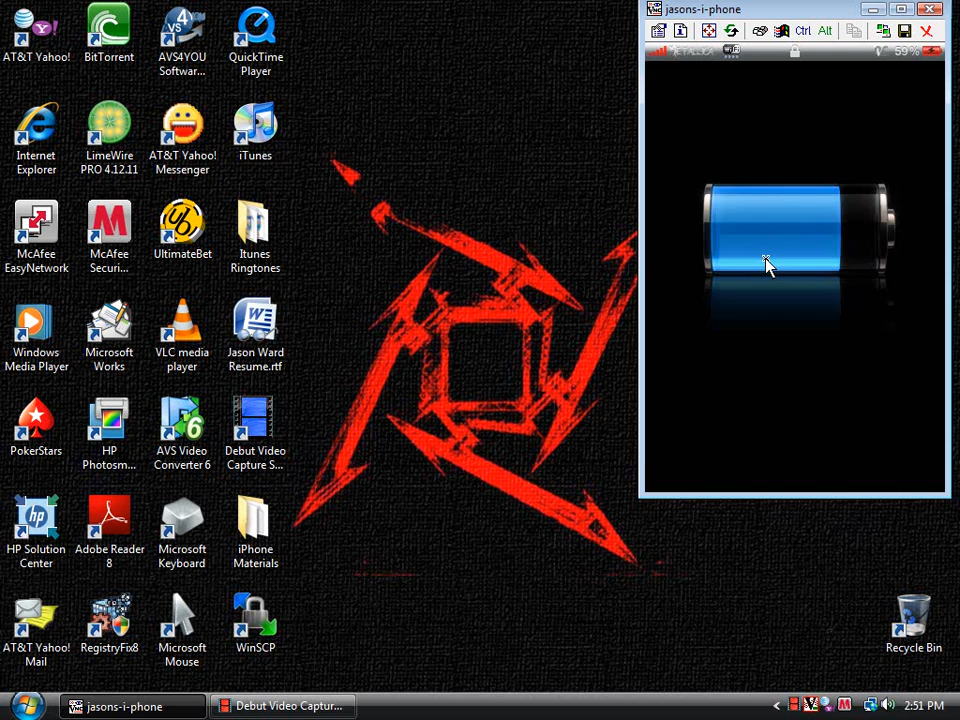 AT&T Yahoo!
BitTorrent
AVS4YOU
Softwar...
QuickTime
Player
Internet
Explorer
LimeWire
PRO 4.12.11
AT&T Yahoo!
Messenger
iTunes
McAfee
EasyNetwork
McAfee
Securi...
UltimateBet
Itunes
Ringtones
Windows
Media Player
Microsoft
Works
VLC media
player
Jason Ward
Resume.rtf
PokerStars
HP
Photosm...
AVS Video
Converter 6
Debut Video
Capture S...
HP Solution
Center
Adobe Reader
8
Microsoft
Keyboard
iPhone
Materials
AT&T Yahoo!
Mail
RegistryFix8
Microsoft
Mouse
WinSCP
jasons-i-phone
Ctrl Alt
METALLICA 59%
Recycle Bin
jasons-i-phone
Debut Video Captur...
2:51 PM